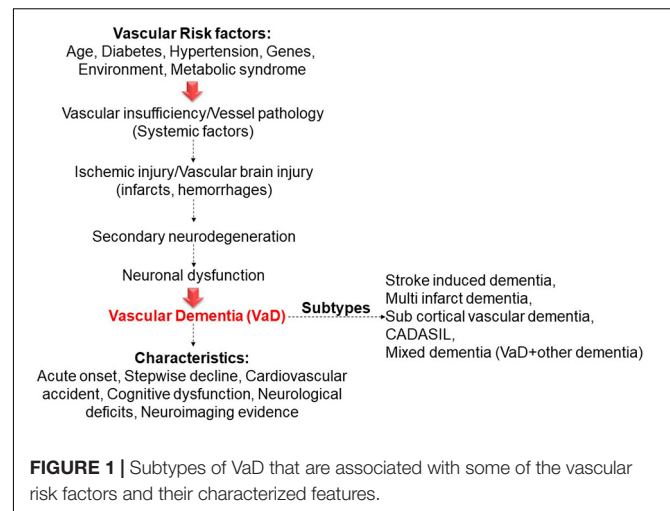 Vascular Risk factors:
Age, Diabetes, Hypertension, Genes,
Environment, Metabolic syndrome
Vascular insufficiency/Vessel pathology
(Systemic factors)
Ischemic injury/Vascular brain injury
(infarcts, hemorrhages)
Secondary neurodegeneration
Neuronal dysfunction
Vascular Dementia (VaD)
Subtypes
Stroke induced dementia,
Multi infarct dementia,
Sub cortical vascular dementia,
CADASIL,
Mixed dementia (VaD+other dementia)
Characteristics:
Acute onset, Stepwise decline, Cardiovascular
accident, Cognitive dysfunction, Neurological
deficits, Neuroimaging evidence
FIGURE 1 | Subtypes of VaD that are associated with some of the vascular
risk factors and their characterized features.